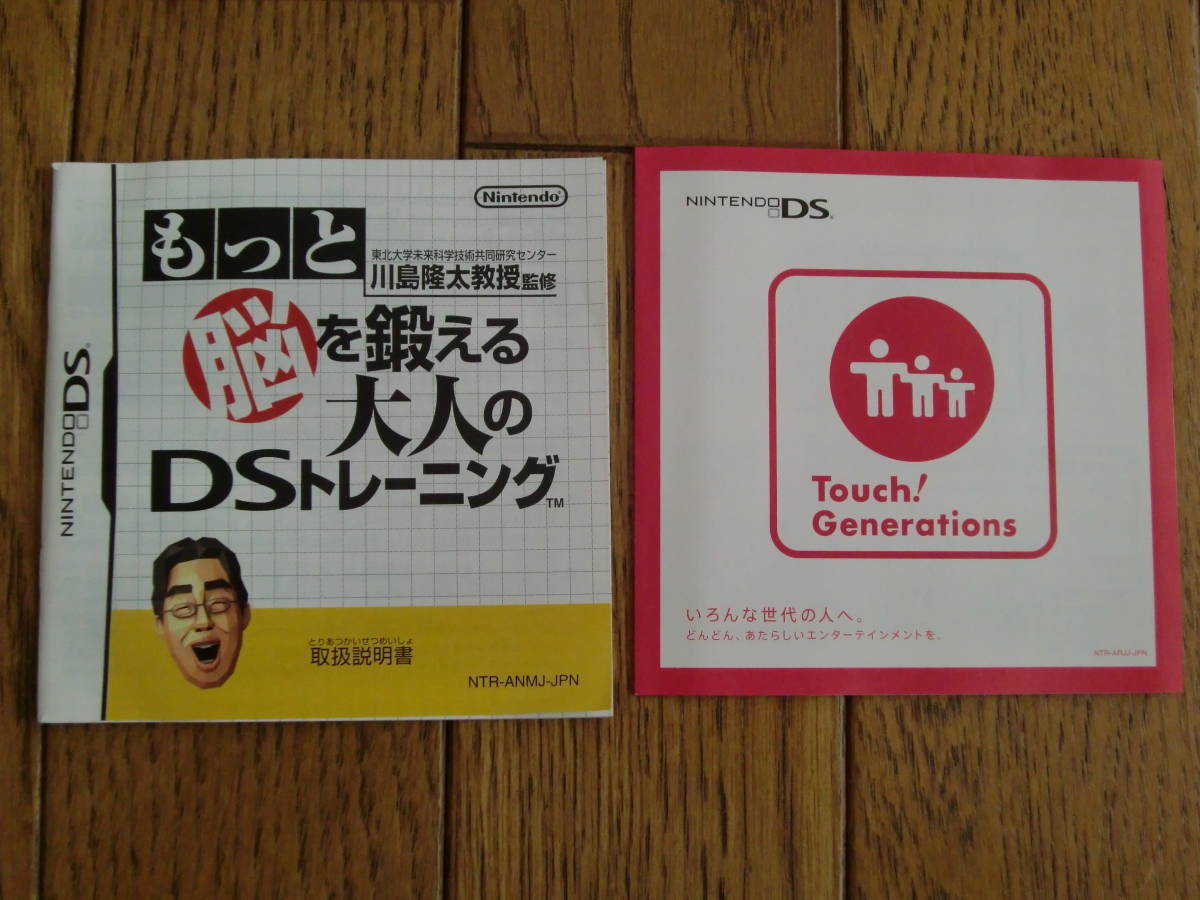 Nintendo®
もっと
東北大学未来科学技術共同研究センター
川島隆太教授監修
脳を鍛える
大人の
DSトレーニング™
NINTENDO DS®
とりあつかいせつめいしょ
取扱説明書
NTR-ANMJ-JPN
NINTENDO DS®
Touch!
Generations
いろんな世代の人へ。
どんどん、あたらしいエンターテインメントを。